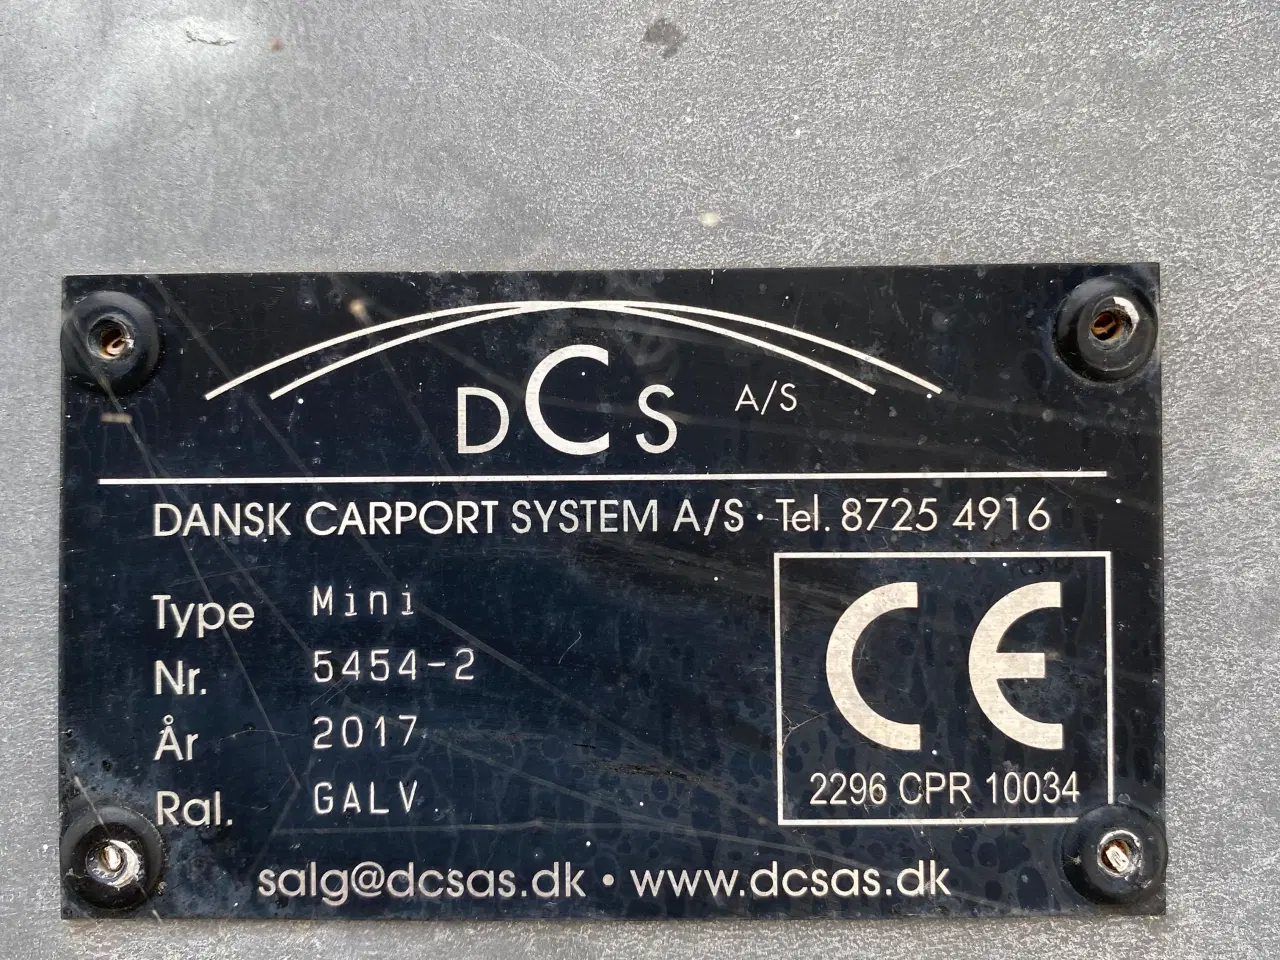 DCS A/S
DANSK CARPORT SYSTEM A/S · Tel. 8725 4916
Type Mini
Nr. 5454-2
År 2017
Ral. GALV.
CE
2296 CPR 10034
salg@dcsas.dk · www.dcsas.dk